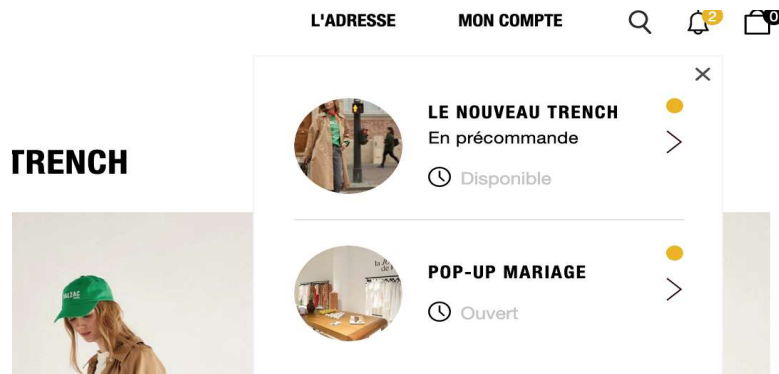 L'ADRESSE MON COMPTE 2 0
LE NOUVEAU TRENCH
En précommande
Disponible
TRENCH
POP-UP MARIAGE
Ouvert